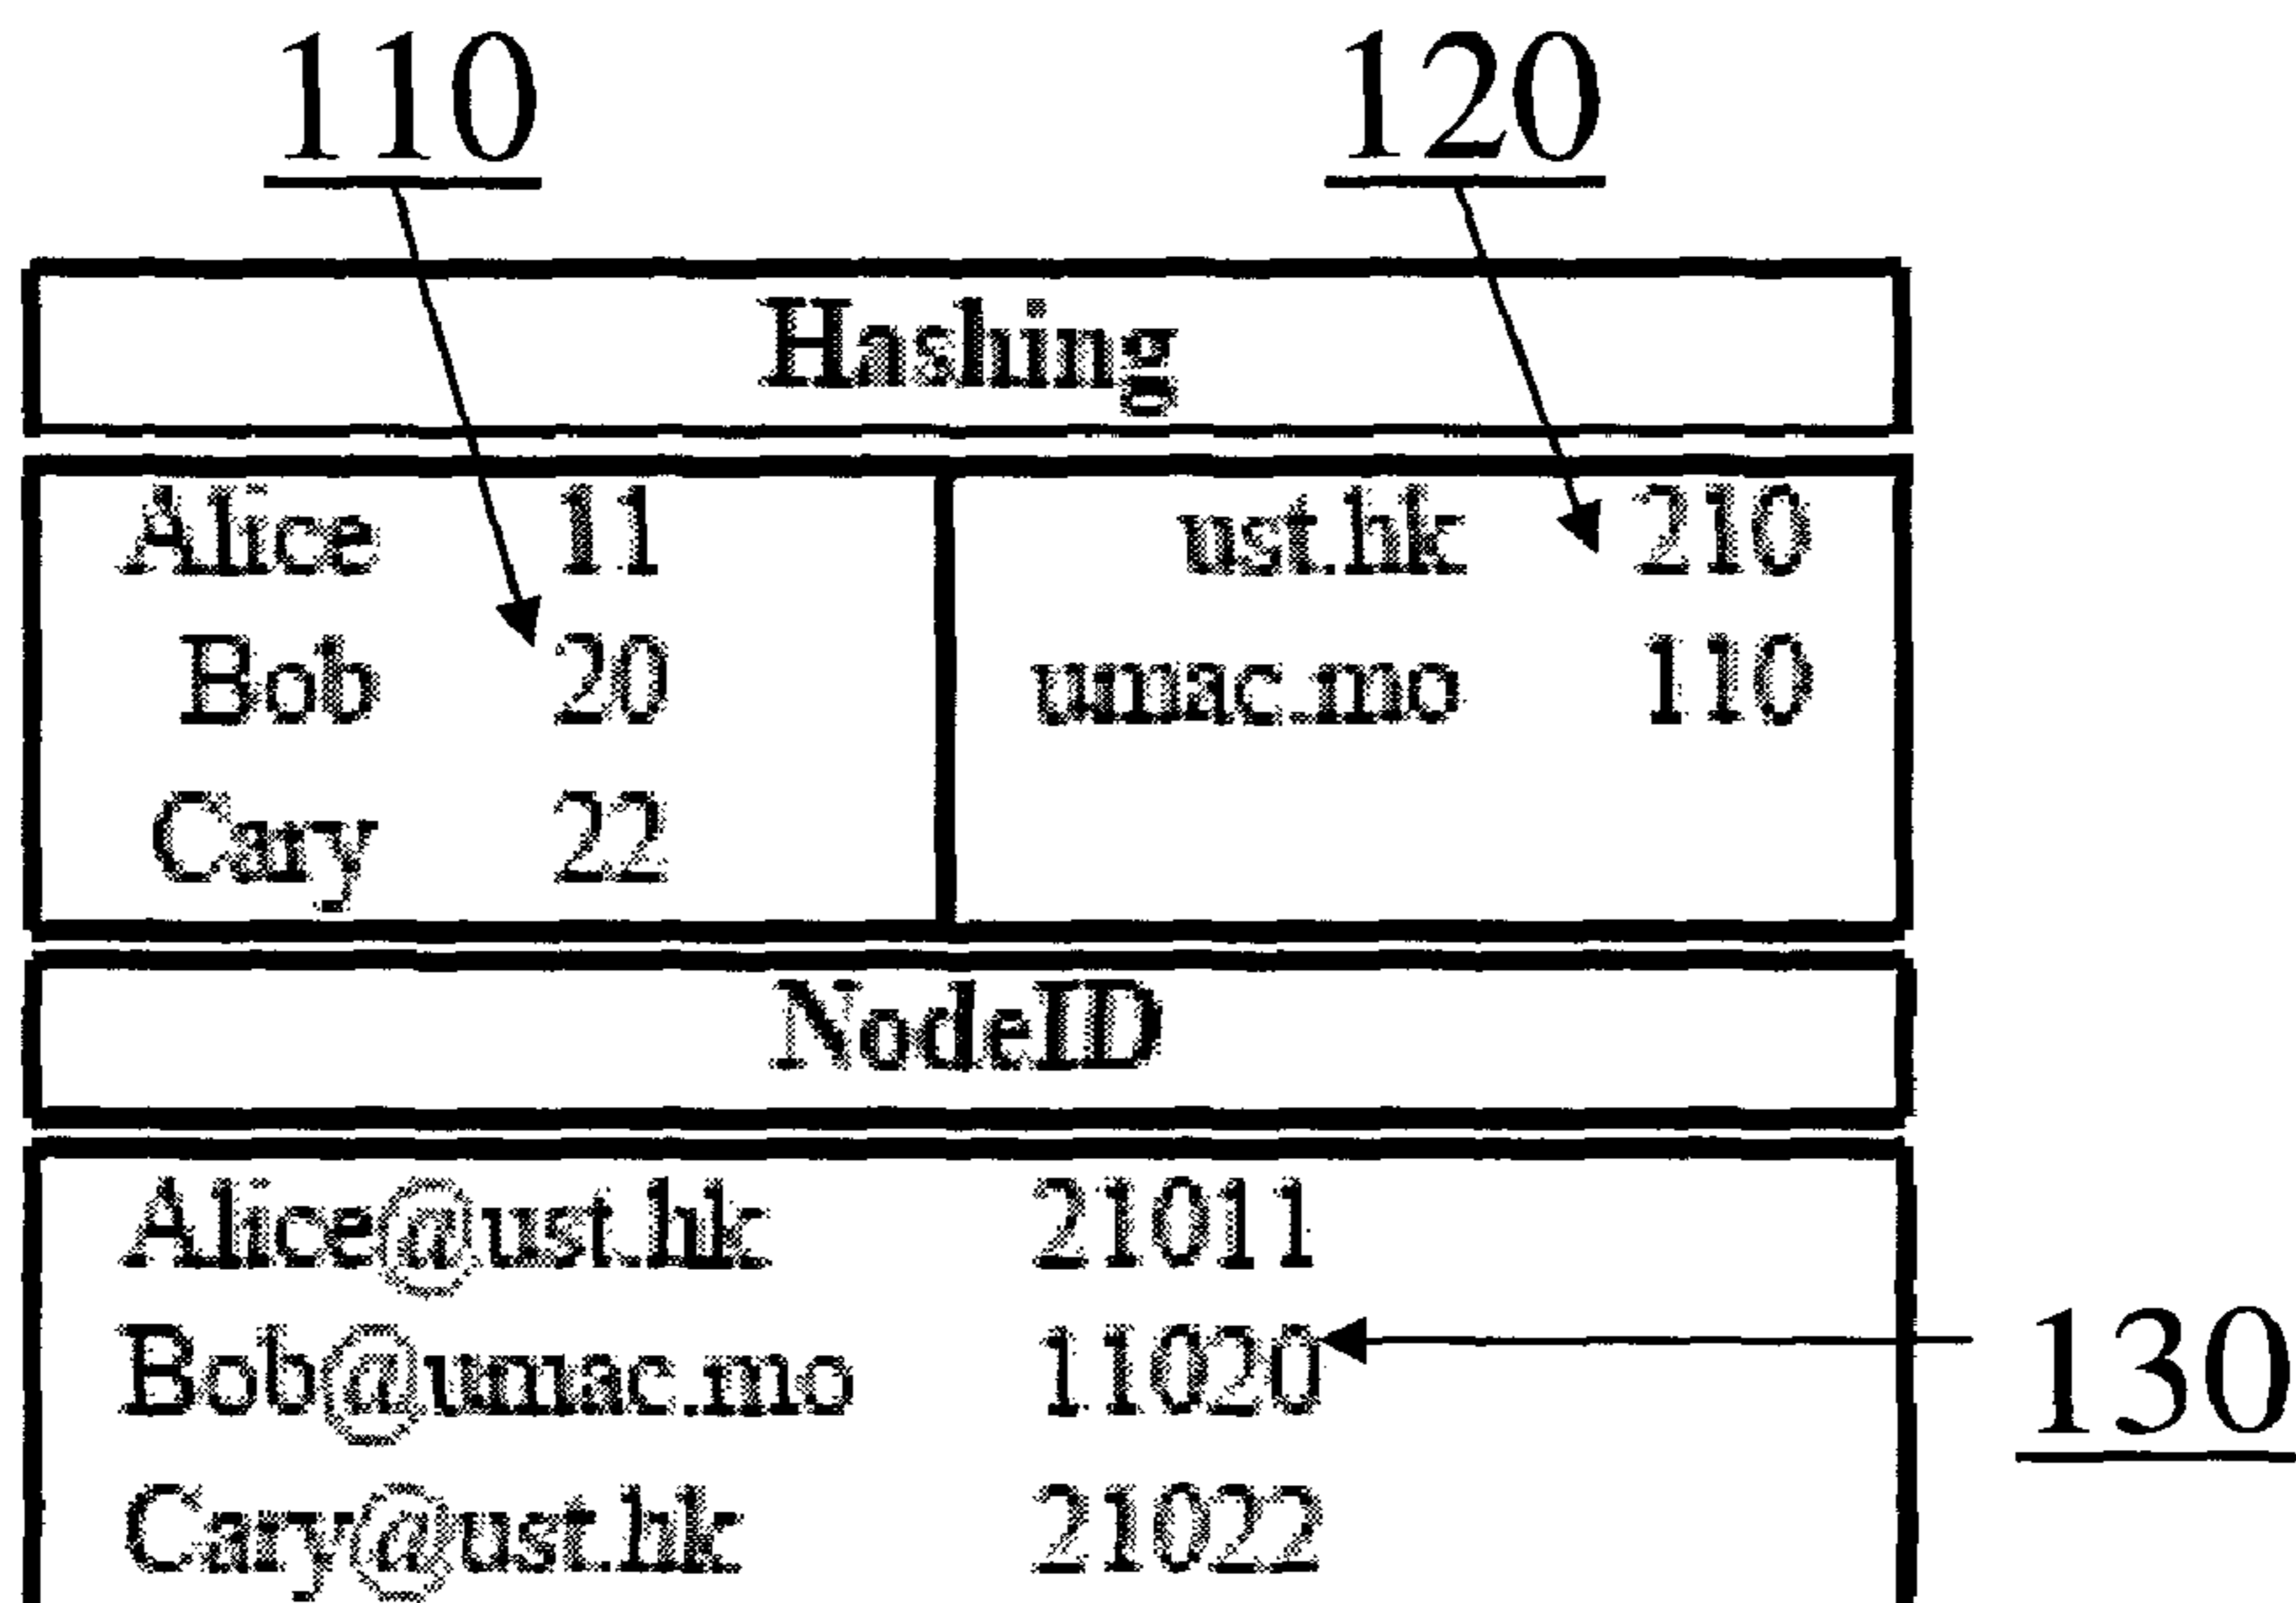 110 120
Hashing
Alice 11 ust.hk 210
Bob 20 umac.mo 110
Cary 22
NodeID
Alice@ust.hk 21011
Bob@umac.mo 11020
130
Cary@ust.hk 21022